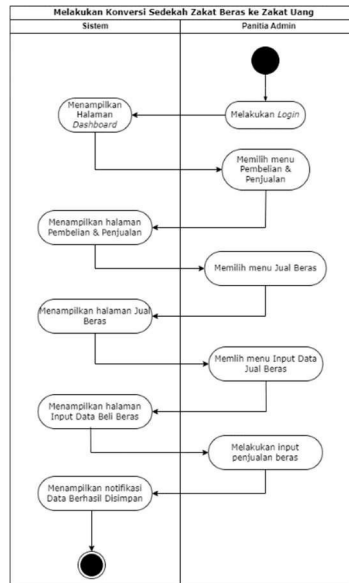 Melakukan Konversi Sedekah Zakat Beras ke Zakat Uang
Sistem
Panitia Admin
Melakukan Login
Menampilkan
Halaman
Dashboard
Memilih menu
Pembelian &
Penjualan
Menampilkan halaman
Pembelian & Penjualan
Memilih menu Jual Beras
Menampilkan halaman Jual
Beras
Memlih menu Input Data
Jual Beras
Menampilkan halaman
Input Data Beli Beras
Melakukan input
penjualan beras
Menampilkan notifikasi
Data Berhasil Disimpan